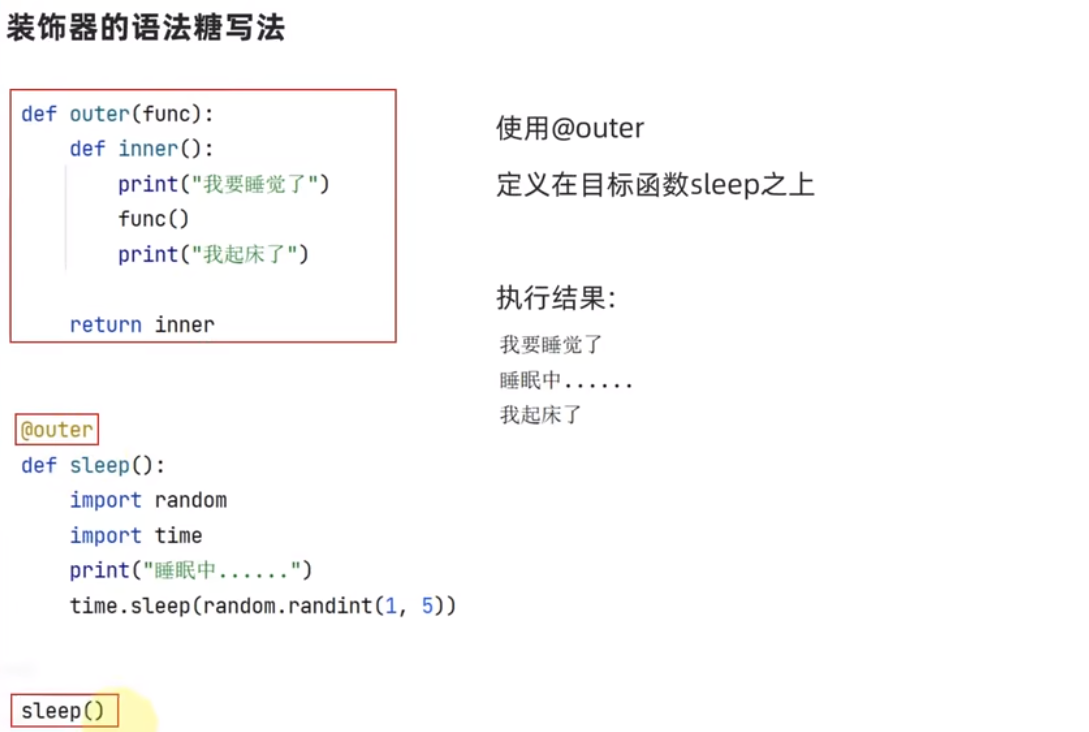 装饰器的语法糖写法
def outer(func):
    def inner():
        print("我要睡觉了")
        func()
        print("我起床了")
    return inner
@outer
def sleep():
    import random
    import time
    print("睡眠中......")
    time.sleep(random.randint(1, 5))
sleep()
使用@outer
定义在目标函数sleep之上
执行结果：
我要睡觉了
睡眠中......
我起床了